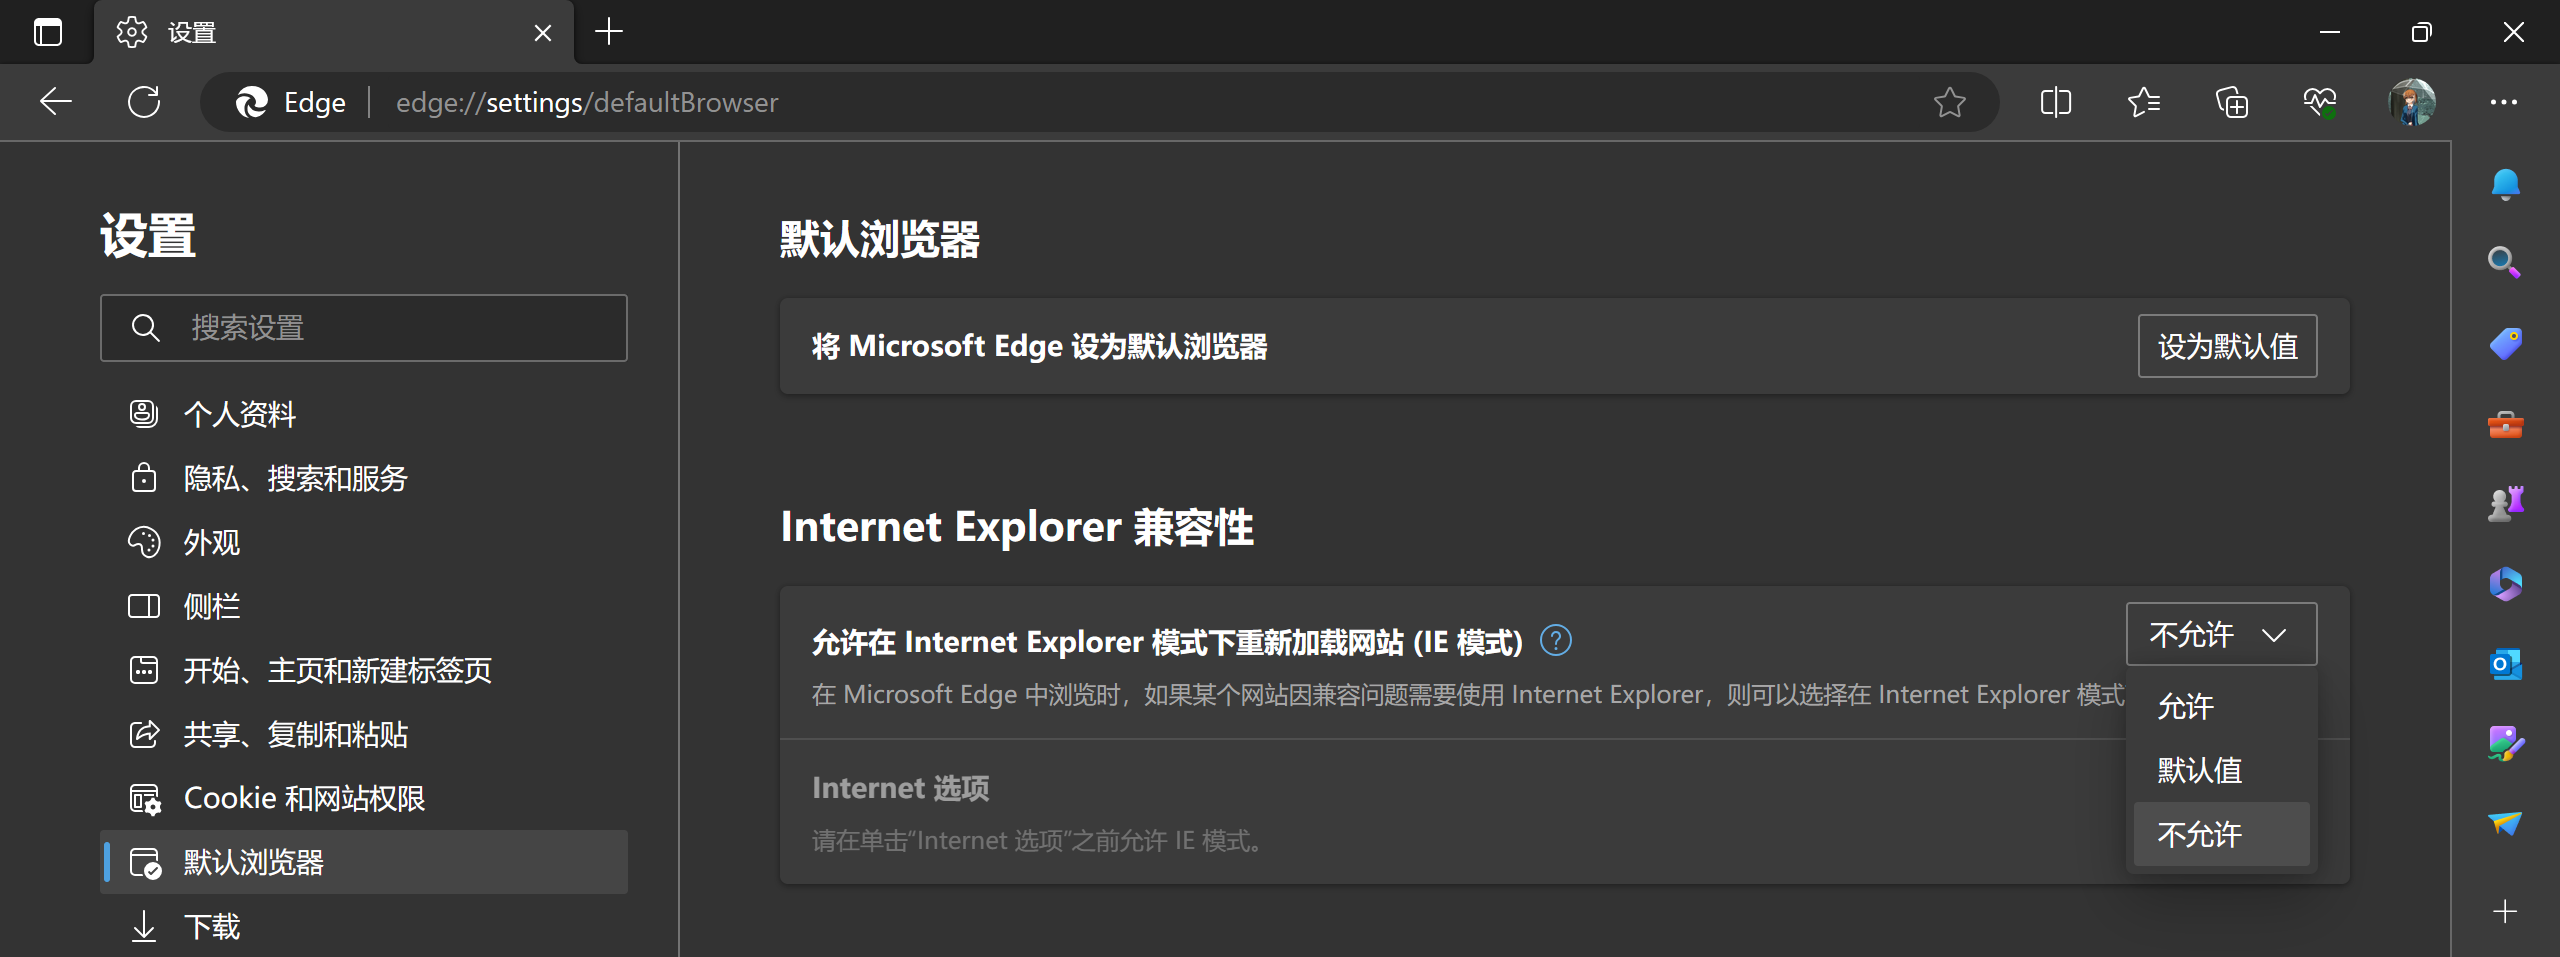 设置
Edge
edge://settings/defaultBrowser
设置
搜索设置
个人资料
隐私、搜索和服务
外观
侧栏
开始、主页和新建标签页
共享、复制和粘贴
Cookie 和网站权限
默认浏览器
下载
默认浏览器
将 Microsoft Edge 设为默认浏览器
设为默认值
Internet Explorer 兼容性
允许在 Internet Explorer 模式下重新加载网站 (IE 模式)
不允许
在 Microsoft Edge 中浏览时，如果某个网站因兼容问题需要使用 Internet Explorer，则可以选择在 Internet Explorer 模式
允许
默认值
不允许
Internet 选项
请在单击“Internet 选项”之前允许 IE 模式。